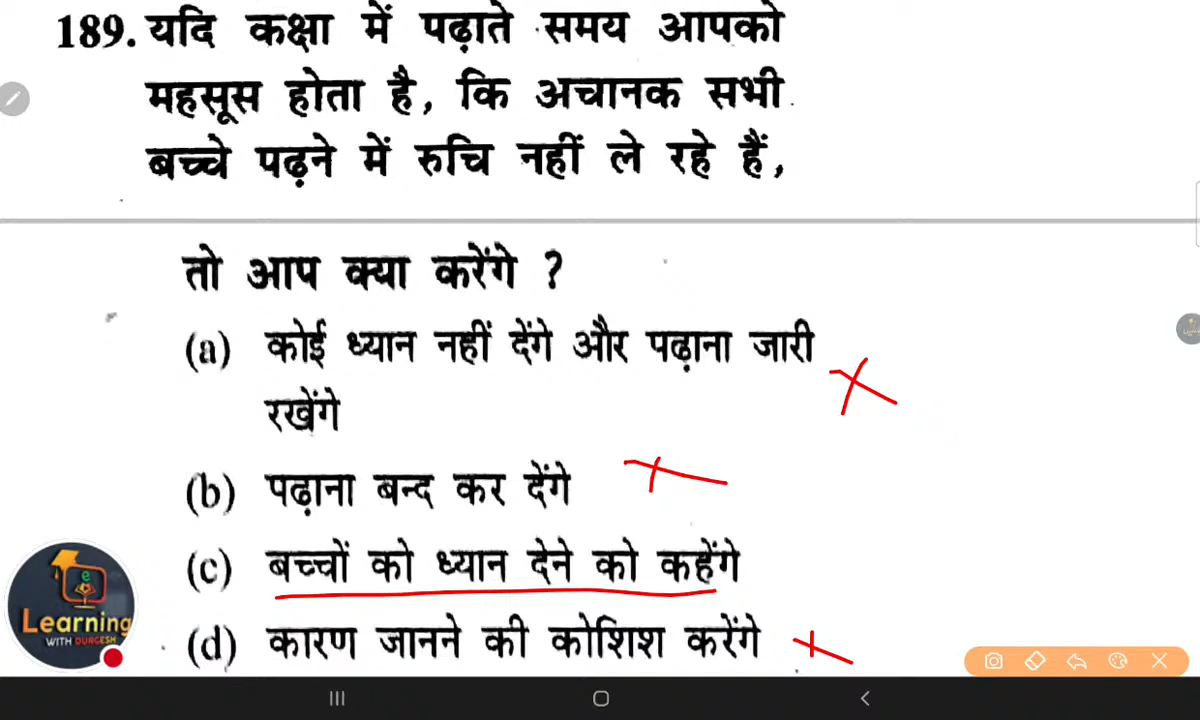 189. यदि कक्षा में पढ़ाते समय आपको
महसूस होता है, कि अचानक सभी
बच्चे पढ़ने में रुचि नहीं ले रहे हैं,
तो आप क्या करेंगे ?
(a) कोई ध्यान नहीं देंगे और पढ़ाना जारी
रखेंगे
(b) पढ़ाना बन्द कर देंगे
(c) बच्चों को ध्यान देने को कहेंगे
(d) कारण जानने की कोशिश करेंगे
e
Learning
WITH DURGESH